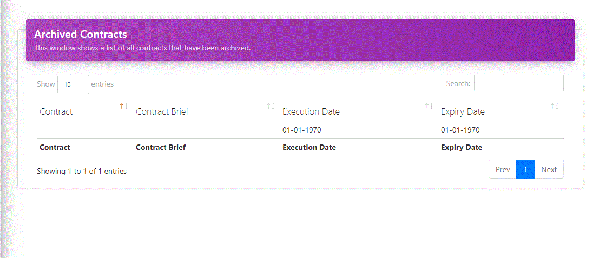 Archived Contracts
This window shows a list of all contracts that have been archived.
Show 10 entries Search:
Contract Contract Brief Execution Date Expiry Date
01-01-1970 01-01-1970
Contract Contract Brief Execution Date Expiry Date
Showing 1 to 1 of 1 entries Prev 1 Next